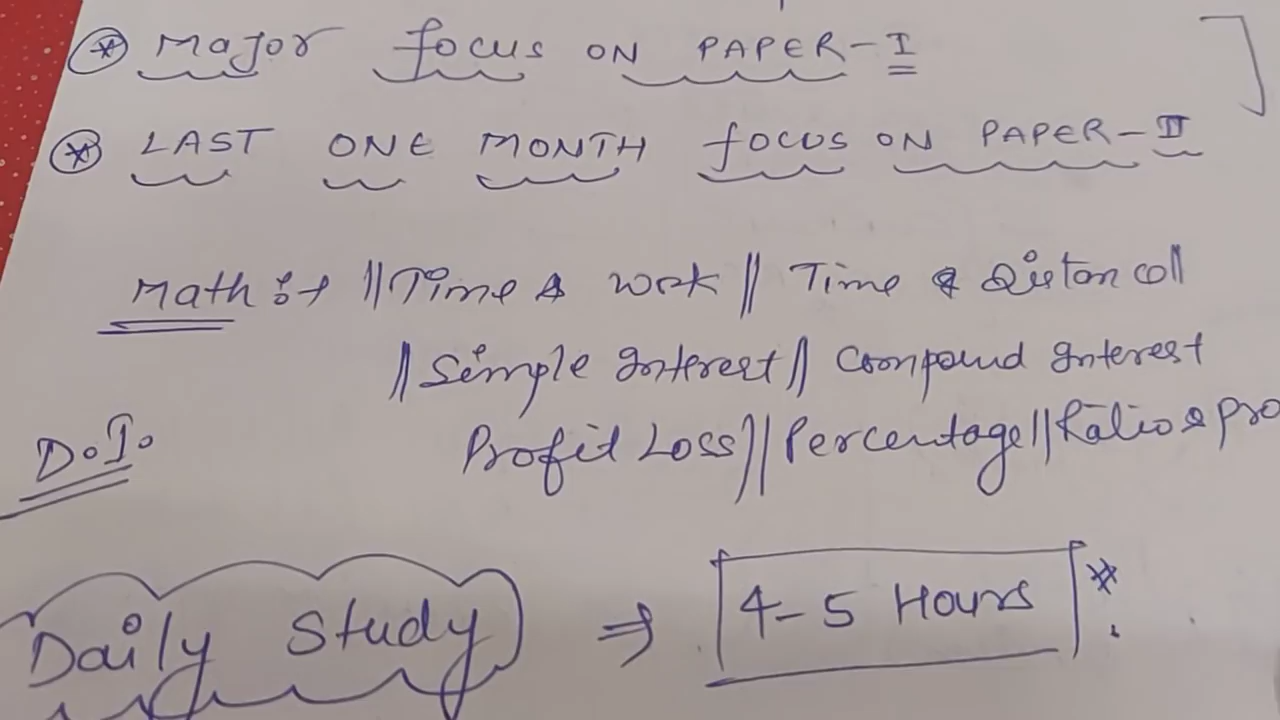 Major focus ON PAPER-I
LAST ONE MONTH focus ON PAPER-II
Math :+ || Time & work || Time & Distance ||
|| Simple Interest || Compound Interest
Profit Loss || Percentage || Ratio & Pro
D.I.
Daily Study ⇒ 4-5 Hours *